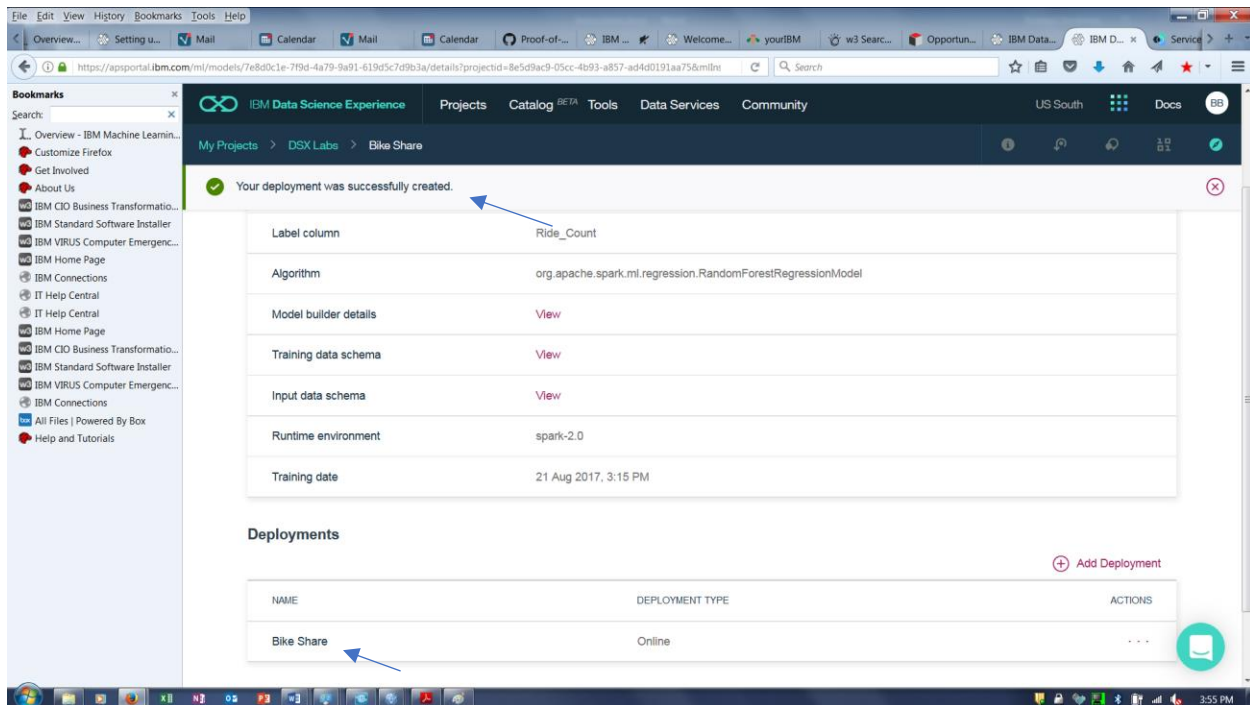 File Edit View History Bookmarks Tools Help
Overview... Setting u... Mail Calendar Mail Calendar Proof-of-... IBM ... Welcome... yourIBM w3 Searc... Opportun... IBM Data... IBM D... × Service
https://apsportal.ibm.com/ml/models/7e8d0c1e-7f9d-4a79-9a91-619d5c7d9b3a/details?projectid=8e5d9ac9-05cc-4b93-a857-ad4d0191aa75&mlIns Search
Bookmarks ×
Search:
Overview - IBM Machine Learnin...
Customize Firefox
Get Involved
About Us
IBM CIO Business Transformatio...
IBM Standard Software Installer
IBM VIRUS Computer Emergenc...
IBM Home Page
IBM Connections
IT Help Central
IT Help Central
IBM Home Page
IBM CIO Business Transformatio...
IBM Standard Software Installer
IBM VIRUS Computer Emergenc...
IBM Connections
All Files | Powered By Box
Help and Tutorials
IBM Data Science Experience Projects Catalog BETA Tools Data Services Community US South Docs BB
My Projects > DSX Labs > Bike Share
Your deployment was successfully created.
Label column Ride_Count
Algorithm org.apache.spark.ml.regression.RandomForestRegressionModel
Model builder details View
Training data schema View
Input data schema View
Runtime environment spark-2.0
Training date 21 Aug 2017, 3:15 PM
Deployments
Add Deployment
NAME DEPLOYMENT TYPE ACTIONS
Bike Share Online ...
3:55 PM